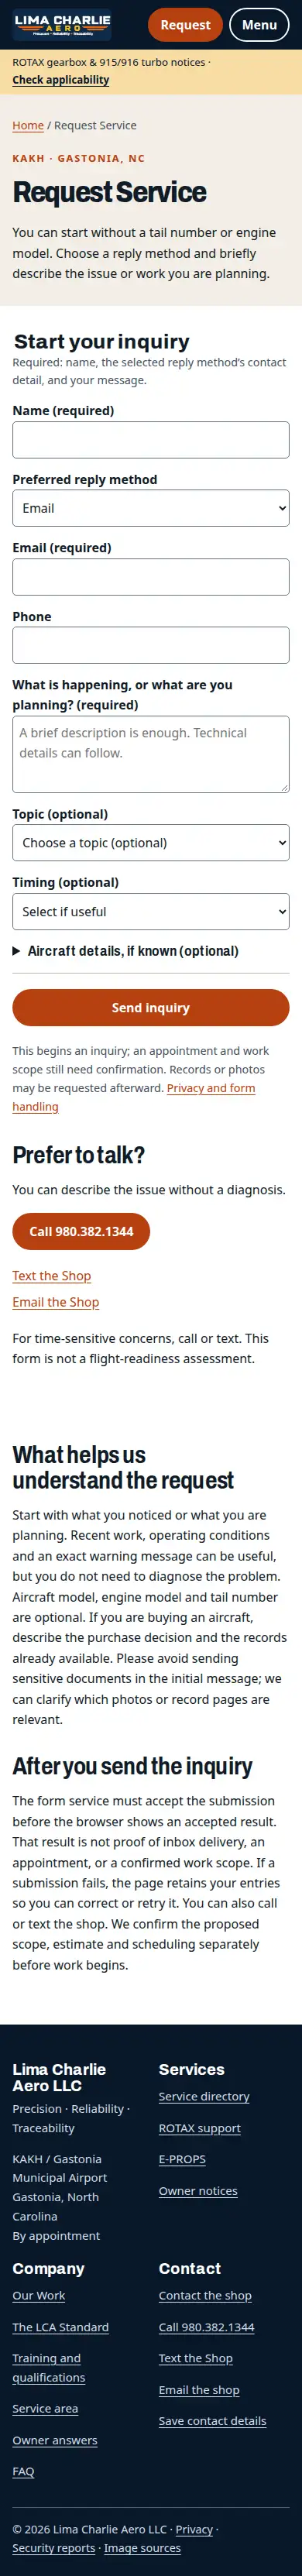 LIMA CHARLIE
AERO
Precision · Reliability · Traceability
Request
Menu
ROTAX gearbox & 915/916 turbo notices ·
Check applicability
Home / Request Service
KAKH · GASTONIA, NC
Request Service
You can start without a tail number or engine
model. Choose a reply method and briefly
describe the issue or work you are planning.
Start your inquiry
Required: name, the selected reply method's contact
detail, and your message.
Name (required)
Preferred reply method
Email
Email (required)
Phone
What is happening, or what are you
planning? (required)
A brief description is enough. Technical
details can follow.
Topic (optional)
Choose a topic (optional)
Timing (optional)
Select if useful
Aircraft details, if known (optional)
Send inquiry
This begins an inquiry; an appointment and work
scope still need confirmation. Records or photos
may be requested afterward. Privacy and form
handling
Prefer to talk?
You can describe the issue without a diagnosis.
Call 980.382.1344
Text the Shop
Email the Shop
For time-sensitive concerns, call or text. This
form is not a flight-readiness assessment.
What helps us
understand the request
Start with what you noticed or what you are
planning. Recent work, operating conditions
and an exact warning message can be useful,
but you do not need to diagnose the problem.
Aircraft model, engine model and tail number
are optional. If you are buying an aircraft,
describe the purchase decision and the records
already available. Please avoid sending
sensitive documents in the initial message; we
can clarify which photos or record pages are
relevant.
After you send the inquiry
The form service must accept the submission
before the browser shows an accepted result.
That result is not proof of inbox delivery, an
appointment, or a confirmed work scope. If a
submission fails, the page retains your entries
so you can correct or retry it. You can also call
or text the shop. We confirm the proposed
scope, estimate and scheduling separately
before work begins.
Lima Charlie
Aero LLC
Precision · Reliability ·
Traceability
KAKH / Gastonia
Municipal Airport
Gastonia, North
Carolina
By appointment
Services
Service directory
ROTAX support
E-PROPS
Owner notices
Company
Our Work
The LCA Standard
Training and
qualifications
Service area
Owner answers
FAQ
Contact
Contact the shop
Call 980.382.1344
Text the Shop
Email the shop
Save contact details
© 2026 Lima Charlie Aero LLC · Privacy ·
Security reports · Image sources